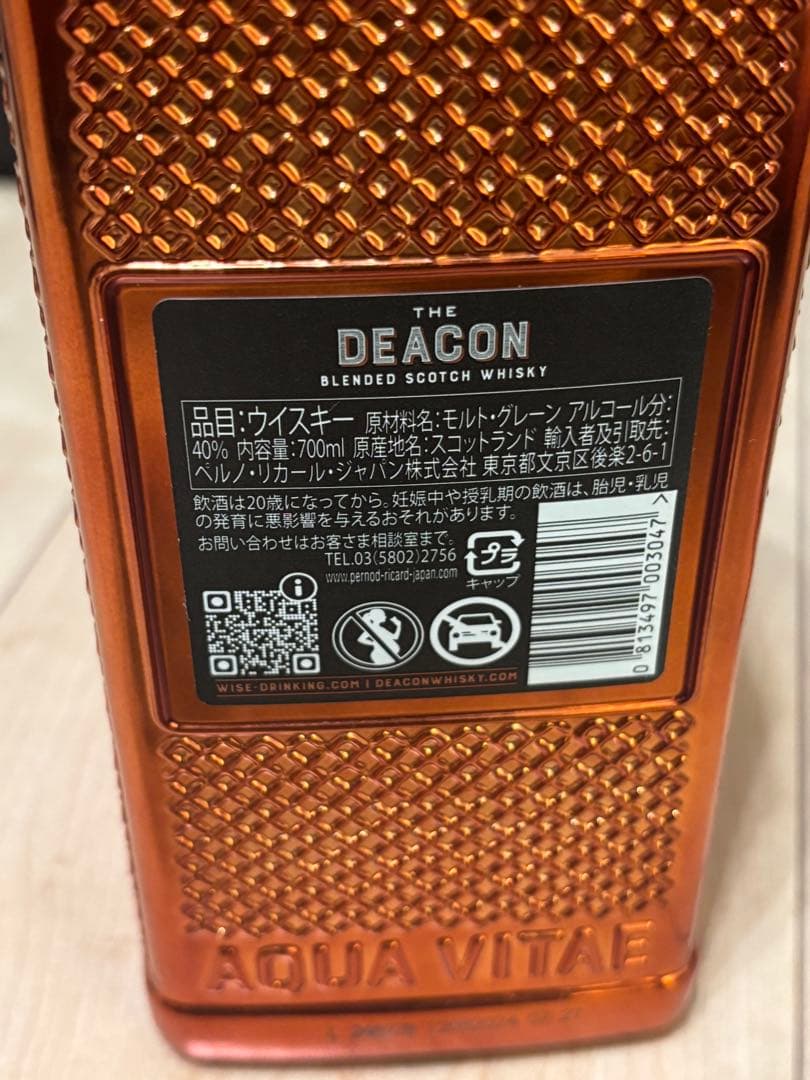 THE
DEACON
BLENDED SCOTCH WHISKY
品目:ウイスキー 原材料名:モルト・グレーン アルコール分:
40% 内容量:700ml 原産地名:スコットランド 輸入者及引取先:
ペルノ・リカール・ジャパン株式会社 東京都文京区後楽2-6-1
飲酒は20歳になってから。妊娠中や授乳期の飲酒は、胎児・乳児
の発育に悪影響を与えるおそれがあります。
お問い合わせはお客さま相談室まで。
TEL.03(5802)2756
www.pernod-ricard-japan.com
プラ
キャップ
i
0 813497 003047 >
WISE-DRINKING.COM | DEACONWHISKY.COM
AQUA VITAE